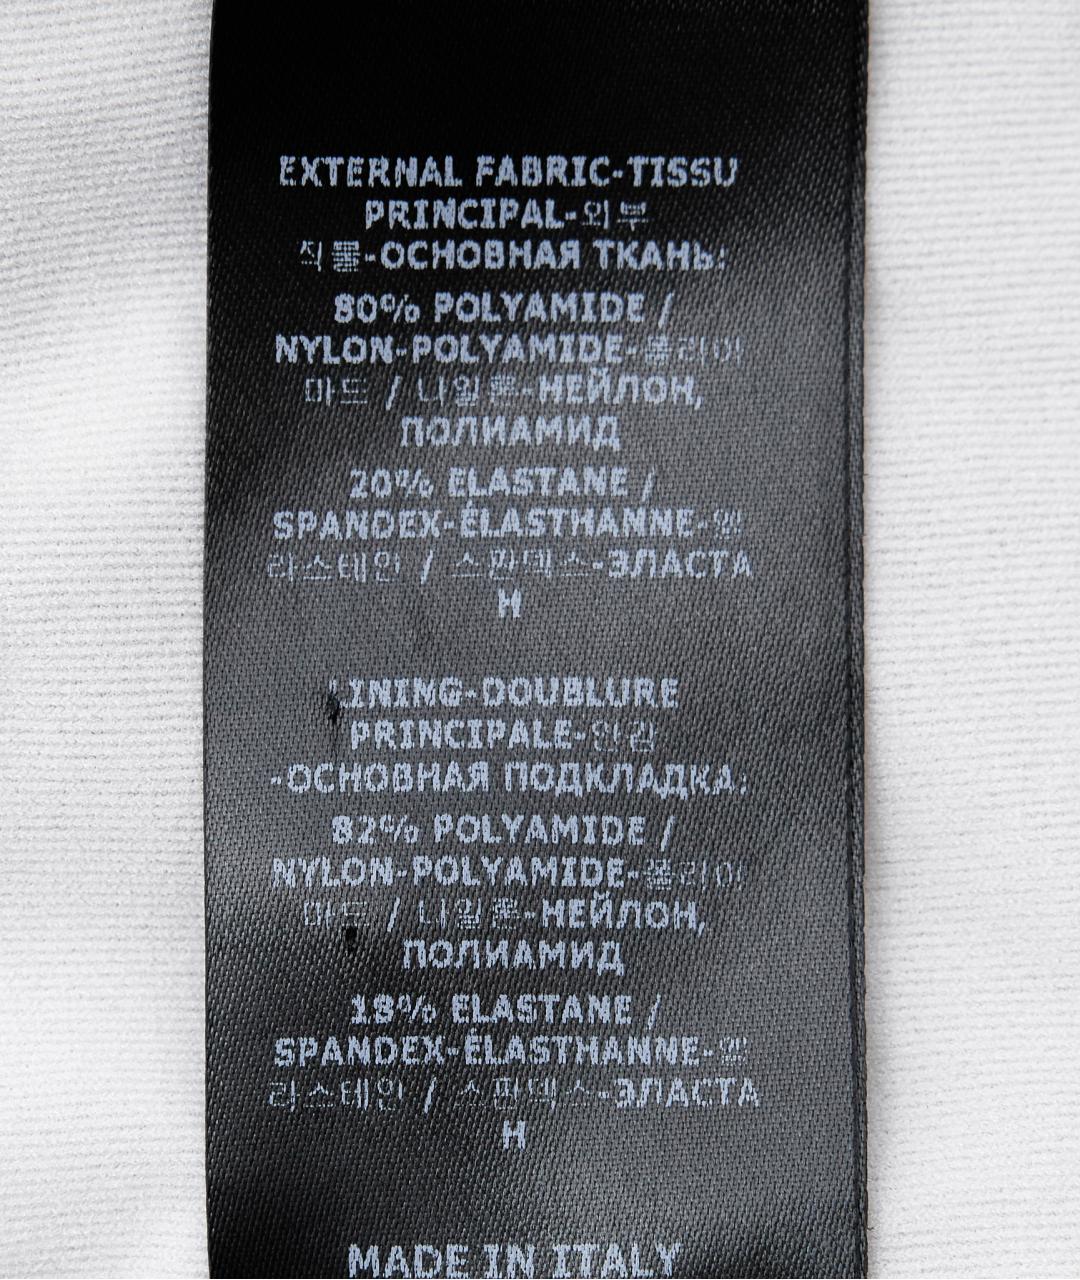 EXTERNAL FABRIC-TISSU
PRINCIPAL-외부
직물-ОСНОВНАЯ ТКАНЬ:
80% POLYAMIDE /
NYLON-POLYAMIDE-폴리아
마드 / 나일론-НЕЙЛОН,
ПОЛИАМИД
20% ELASTANE /
SPANDEX-ÉLASTHANNE-엘
라스테인 / 스판덱스-ЭЛАСТА
Н
LINING-DOUBLURE
PRINCIPALE-안감
-ОСНОВНАЯ ПОДКЛАДКА:
82% POLYAMIDE /
NYLON-POLYAMIDE-폴리아
마드 / 나일론-НЕЙЛОН,
ПОЛИАМИД
18% ELASTANE /
SPANDEX-ÉLASTHANNE-엘
라스테인 / 스판덱스-ЭЛАСТА
Н
MADE IN ITALY